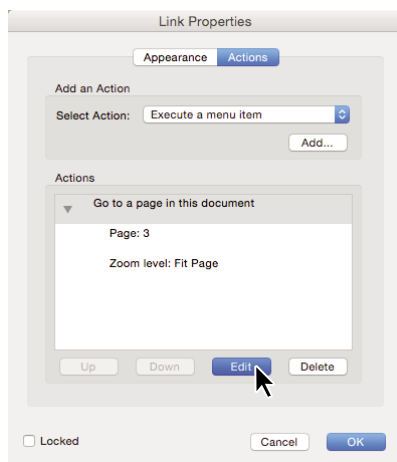 Link Properties
Appearance Actions
Add an Action
Select Action: Execute a menu item
Add...
Actions
Go to a page in this document
Page: 3
Zoom level: Fit Page
Up Down Edit Delete
Locked Cancel OK